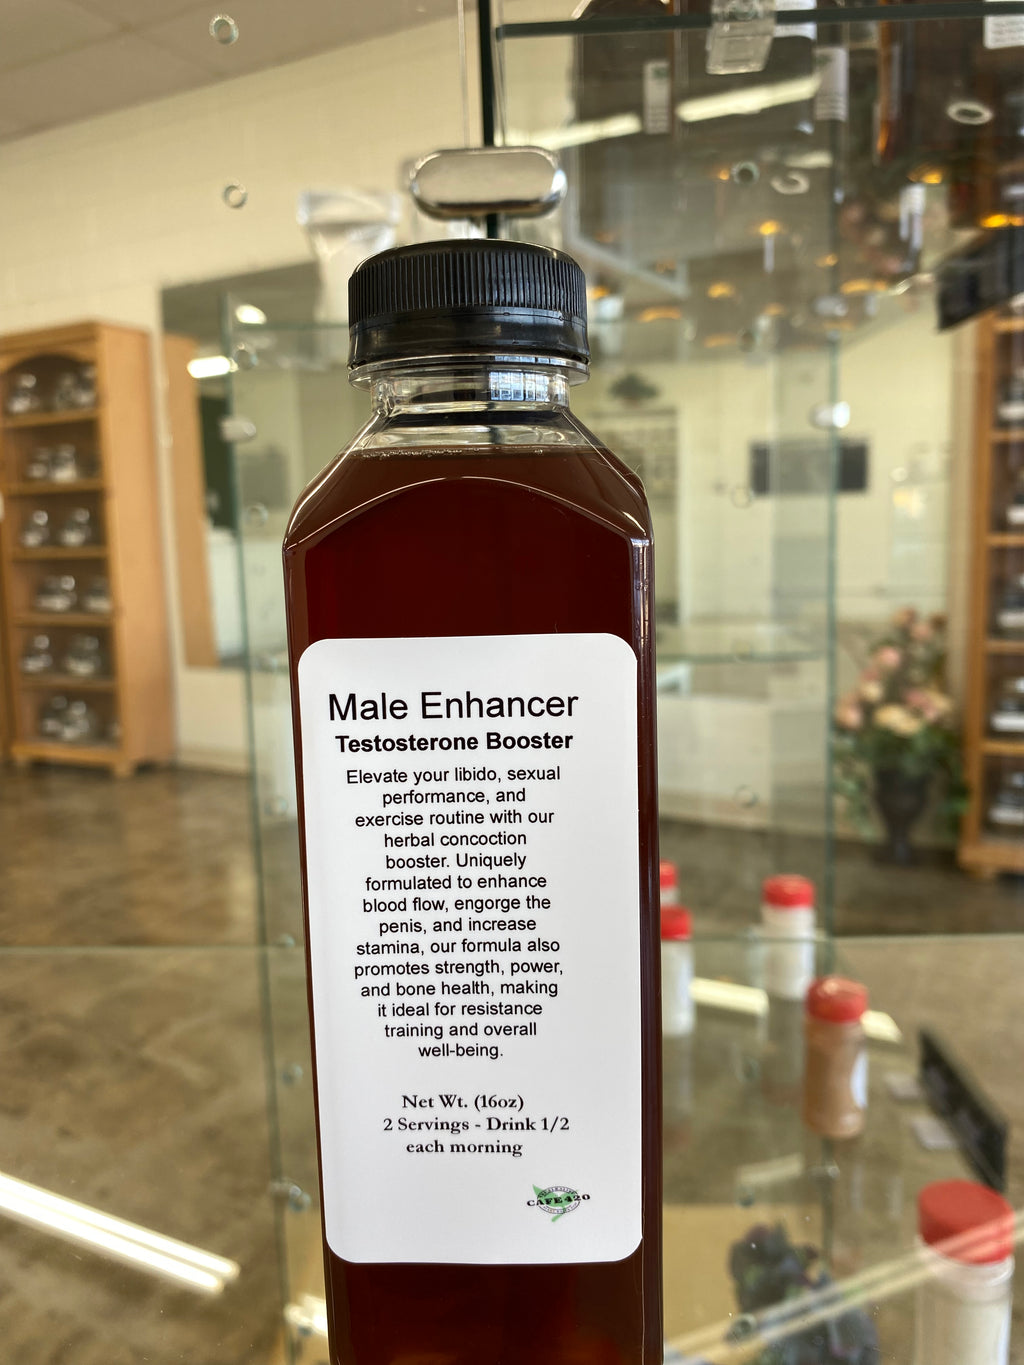 Male Enhancer
Testosterone Booster
Elevate your libido, sexual
performance, and
exercise routine with our
herbal concoction
booster. Uniquely
formulated to enhance
blood flow, engorge the
penis, and increase
stamina, our formula also
promotes strength, power,
and bone health, making
it ideal for resistance
training and overall
well-being.
Net Wt. (16oz)
2 Servings - Drink 1/2
each morning
CAFE 420